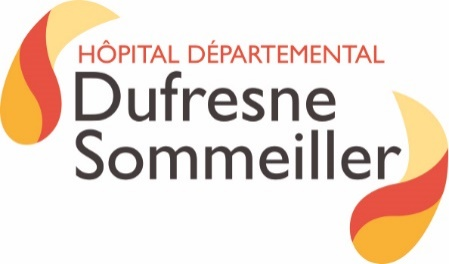 HÔPITAL DÉPARTEMENTAL
Dufresne
Sommeiller